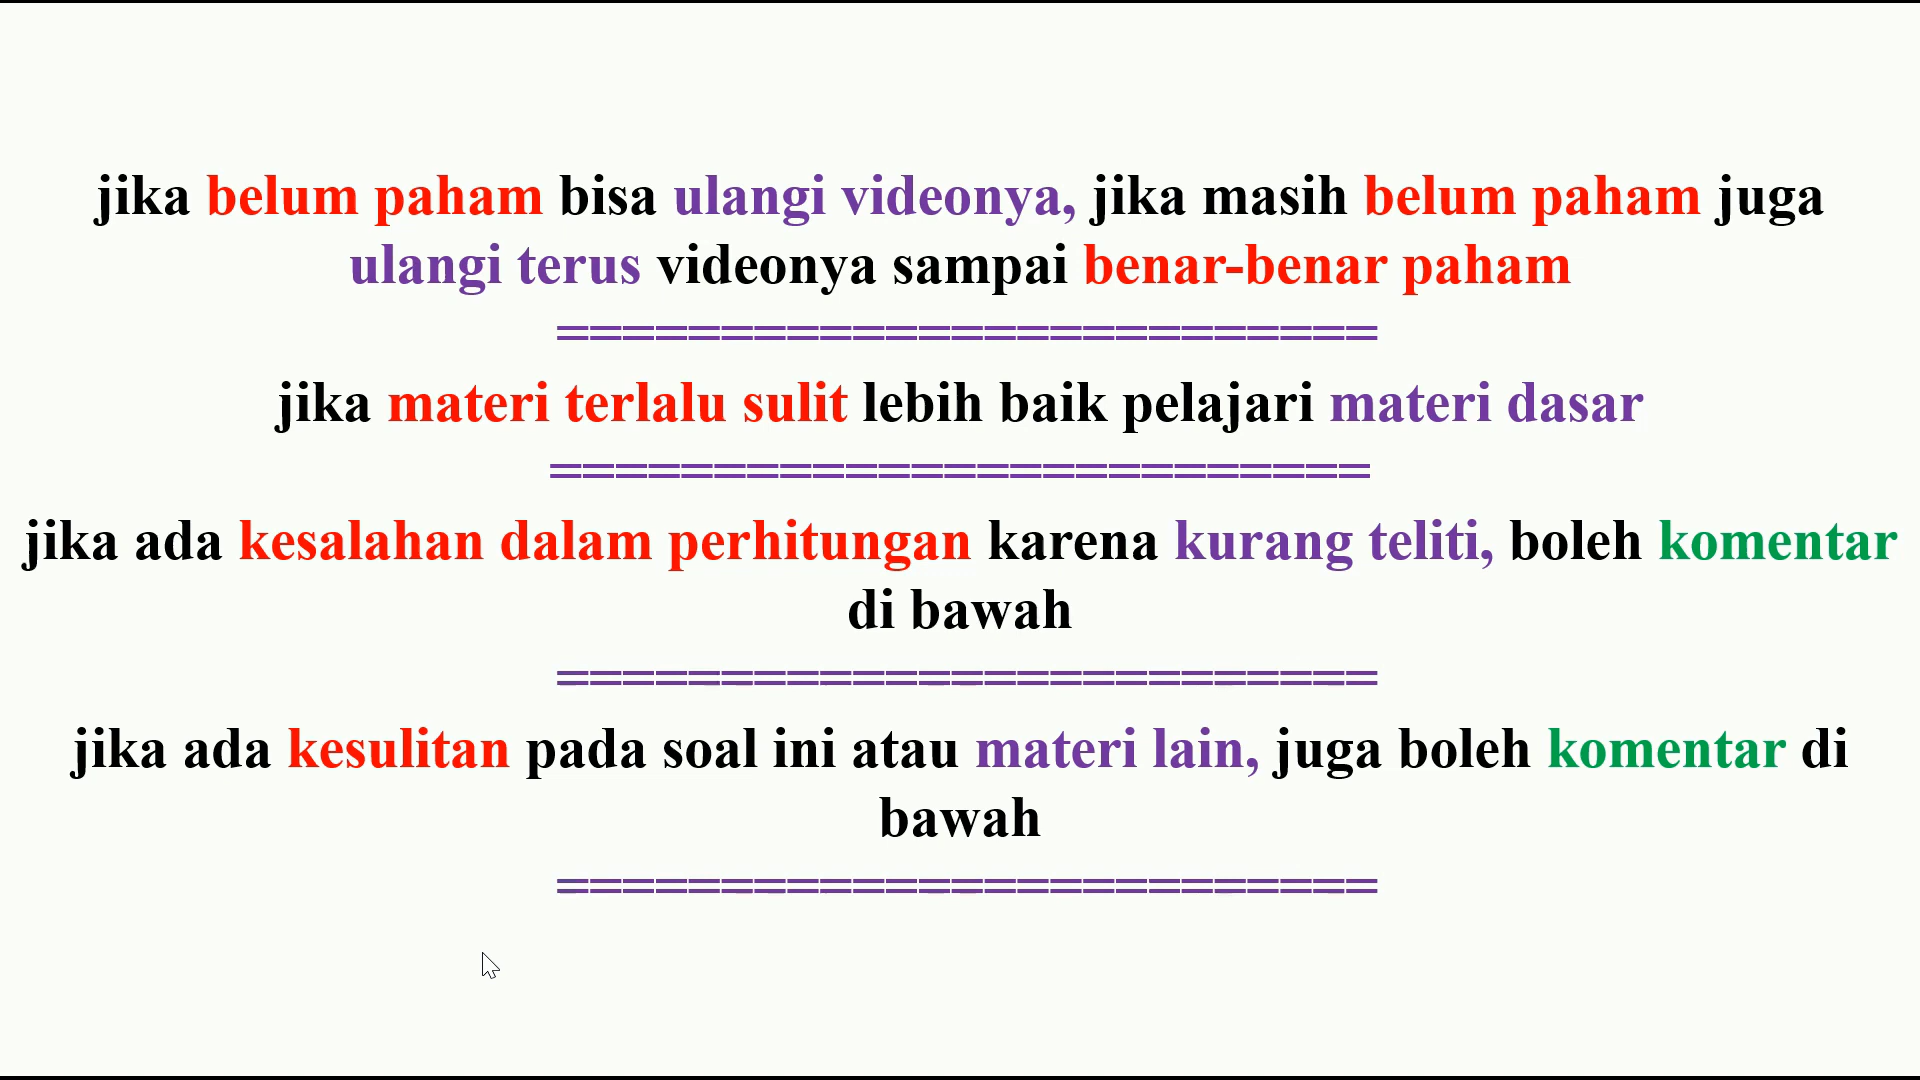 jika belum paham bisa ulangi videonya, jika masih belum paham juga
ulangi terus videonya sampai benar-benar paham
=========================
jika materi terlalu sulit lebih baik pelajari materi dasar
=========================
jika ada kesalahan dalam perhitungan karena kurang teliti, boleh komentar
di bawah
=========================
jika ada kesulitan pada soal ini atau materi lain, juga boleh komentar di
bawah
=========================